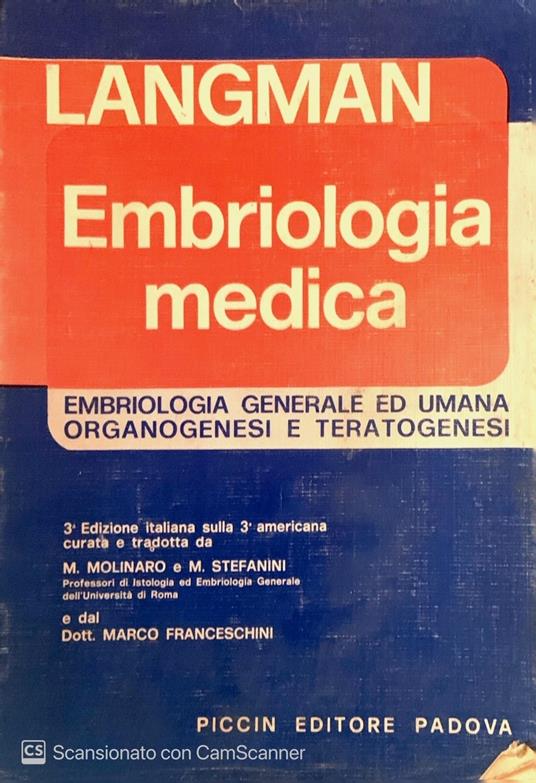 LANGMAN
Embriologia
medica
EMBRIOLOGIA GENERALE ED UMANA
ORGANOGENESI E TERATOGENESI
3ª Edizione italiana sulla 3ª americana
curata e tradotta da
M. MOLINARO e M. STEFANINI
Professori di Istologia ed Embriologia Generale
dell'Università di Roma
e dal
Dott. MARCO FRANCESCHINI
PICCIN EDITORE PADOVA
CS Scansionato con CamScanner